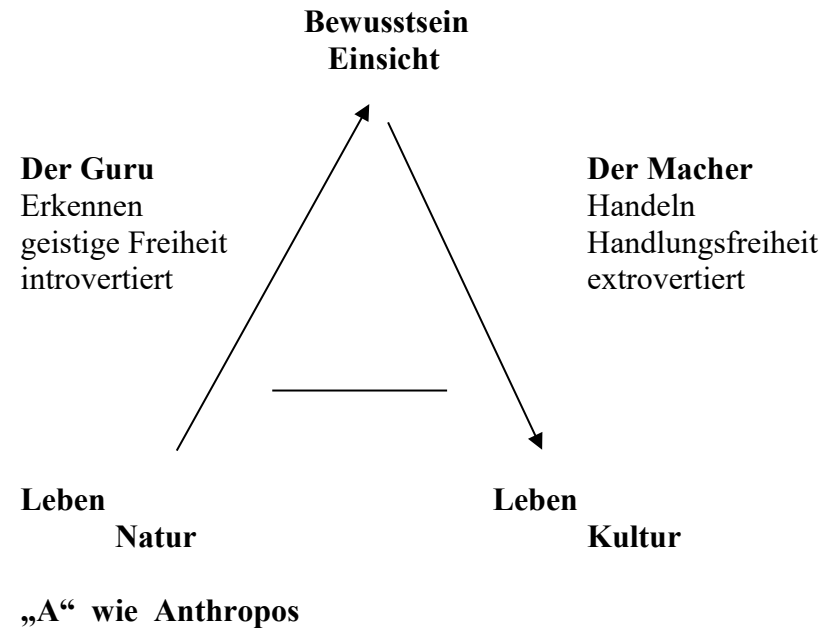 Bewusstsein
Einsicht
Der Guru
Erkennen
geistige Freiheit
introvertiert
Der Macher
Handeln
Handlungsfreiheit
extrovertiert
Leben
Natur
Leben
Kultur
„A“ wie Anthropos